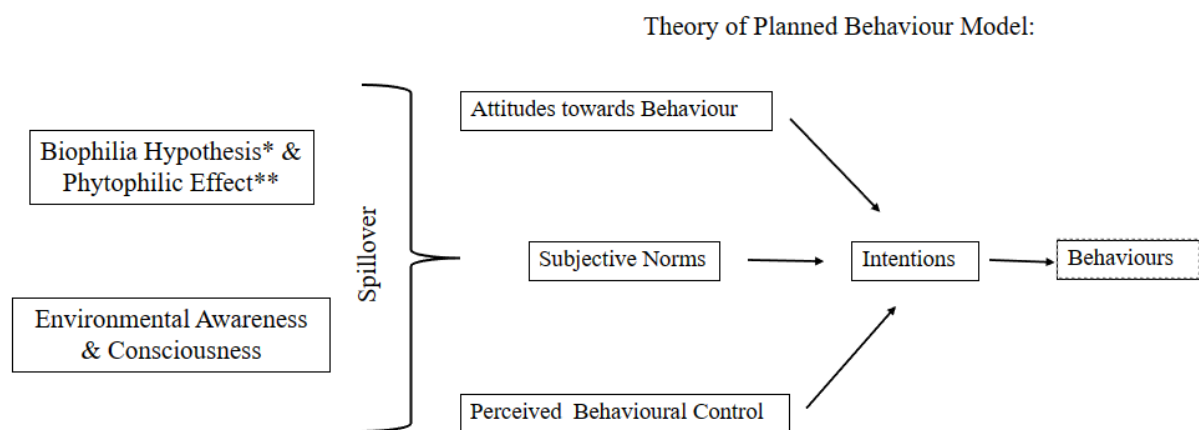 Theory of Planned Behaviour Model:
Biophilia Hypothesis* &
Phytophilic Effect**
Environmental Awareness
& Consciousness
Spillover
Attitudes towards Behaviour
Subjective Norms
Perceived Behavioural Control
Intentions
Behaviours